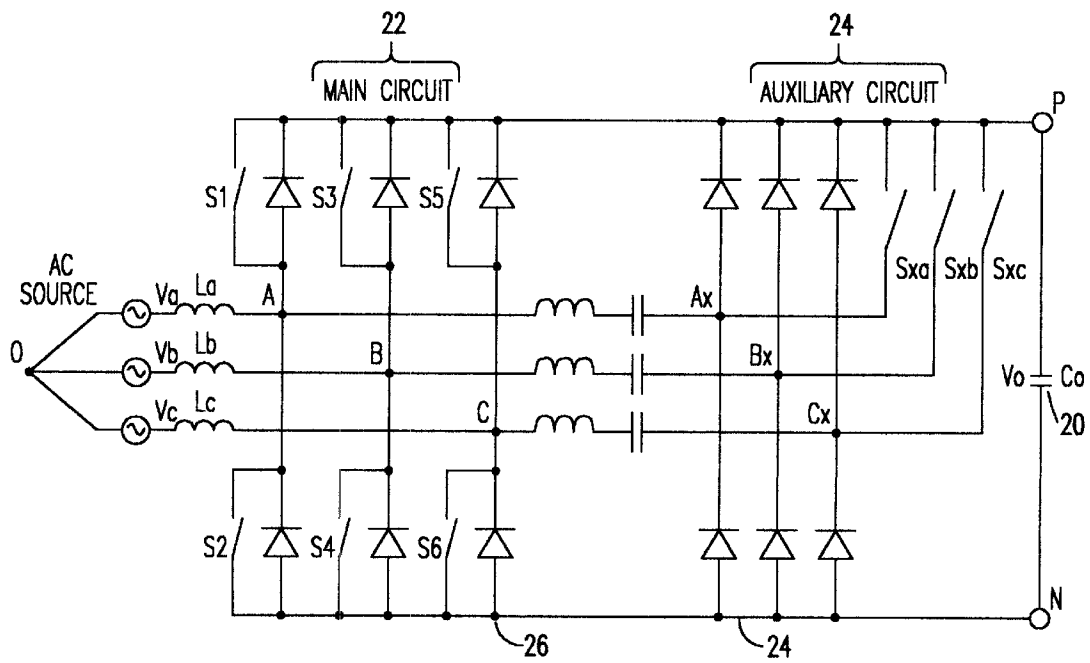 22
24
MAIN CIRCUIT
AUXILIARY CIRCUIT
P
S1
S3
S5
Sxa
Sxb
Sxc
AC
SOURCE
Va
La
A
Ax
O
Vb
Lb
B
Bx
Vo
Co
Vc
Lc
C
Cx
20
S2
S4
S6
N
26
24